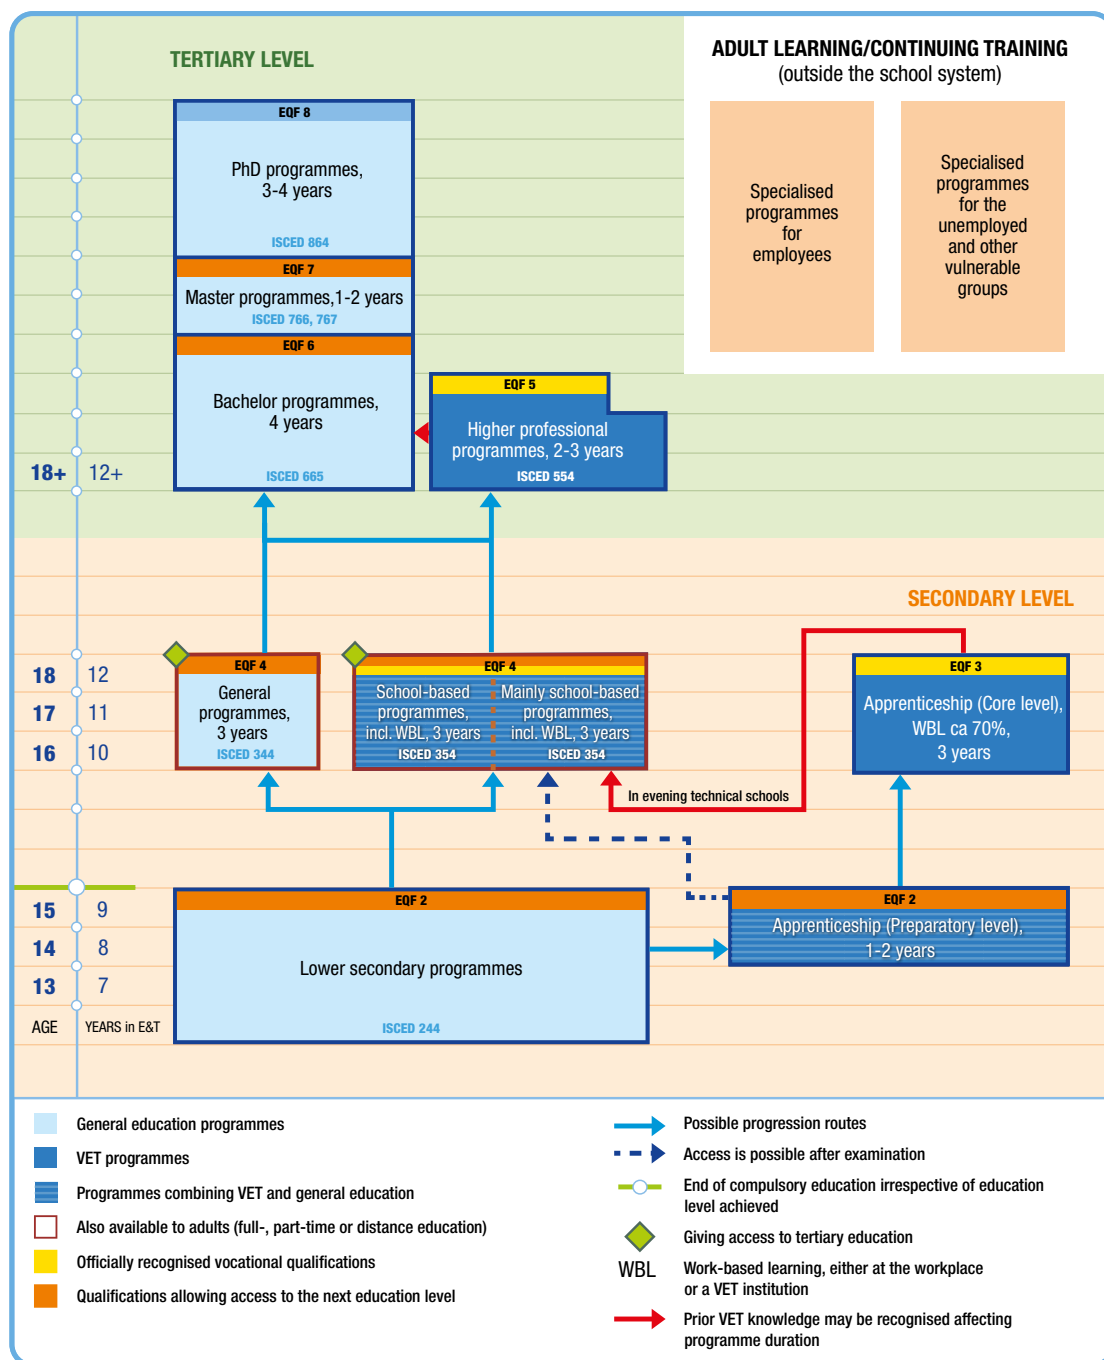 TERTIARY LEVEL
ADULT LEARNING/CONTINUING TRAINING
(outside the school system)
Specialised
programmes
for
employees
Specialised
programmes
for the
unemployed
and other
vulnerable
groups
EQF 8
PhD programmes,
3-4 years
ISCED 864
EQF 7
Master programmes,1-2 years
ISCED 766, 767
EQF 6
Bachelor programmes,
4 years
ISCED 665
EQF 5
Higher professional
programmes, 2-3 years
ISCED 554
18+ 12+
SECONDARY LEVEL
EQF 4
General
programmes,
3 years
ISCED 344
EQF 4
School-based
programmes,
incl. WBL, 3 years
ISCED 354
Mainly school-based
programmes,
incl. WBL, 3 years
ISCED 354
EQF 3
Apprenticeship (Core level),
WBL ca 70%,
3 years
18 12
17 11
16 10
In evening technical schools
EQF 2
Lower secondary programmes
ISCED 244
EQF 2
Apprenticeship (Preparatory level),
1-2 years
15 9
14 8
13 7
AGE YEARS in E&T
General education programmes
VET programmes
Programmes combining VET and general education
Also available to adults (full-, part-time or distance education)
Officially recognised vocational qualifications
Qualifications allowing access to the next education level
Possible progression routes
Access is possible after examination
End of compulsory education irrespective of education
level achieved
Giving access to tertiary education
WBL Work-based learning, either at the workplace
or a VET institution
Prior VET knowledge may be recognised affecting
programme duration